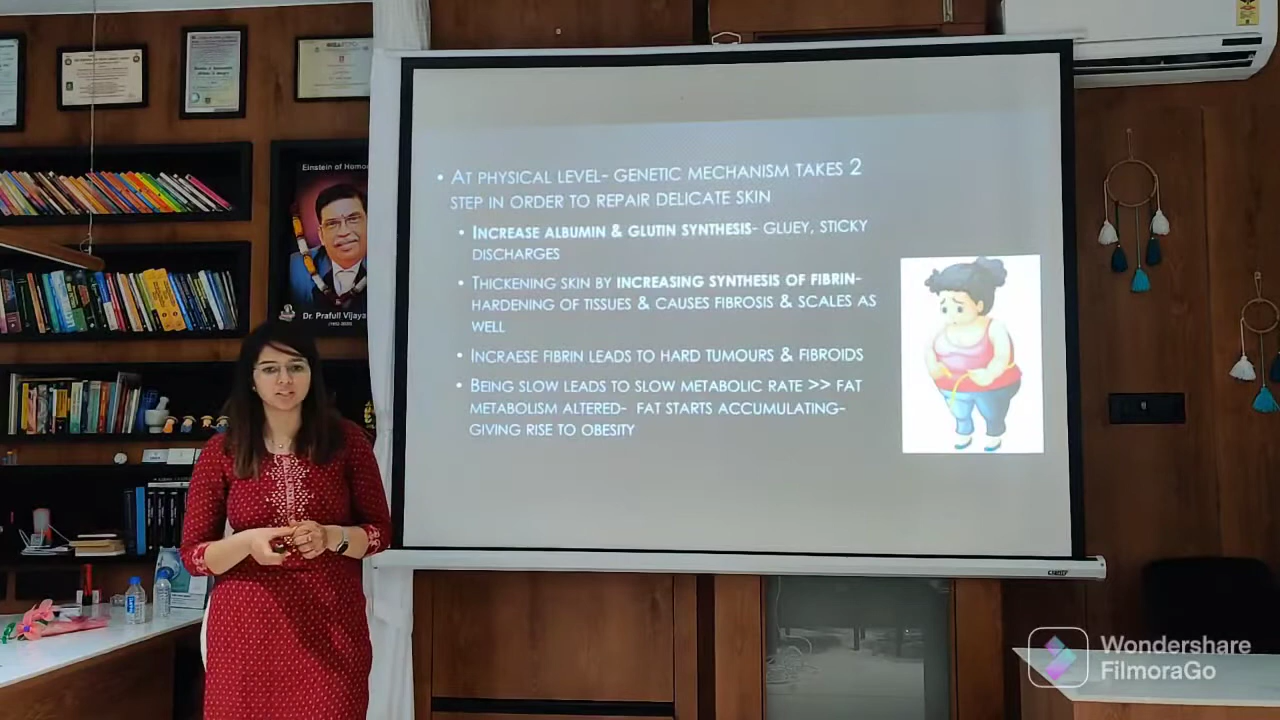 Einstein of Homo
Dr. Prafull Vijaya
• AT PHYSICAL LEVEL- GENETIC MECHANISM TAKES 2
STEP IN ORDER TO REPAIR DELICATE SKIN
• INCREASE ALBUMIN & GLUTIN SYNTHESIS- GLUEY, STICKY
DISCHARGES
• THICKENING SKIN BY INCREASING SYNTHESIS OF FIBRIN-
HARDENING OF TISSUES & CAUSES FIBROSIS & SCALES AS
WELL
• INCRAESE FIBRIN LEADS TO HARD TUMOURS & FIBROIDS
• BEING SLOW LEADS TO SLOW METABOLIC RATE >> FAT
METABOLISM ALTERED- FAT STARTS ACCUMULATING-
GIVING RISE TO OBESITY
Wondershare
FilmoraGo